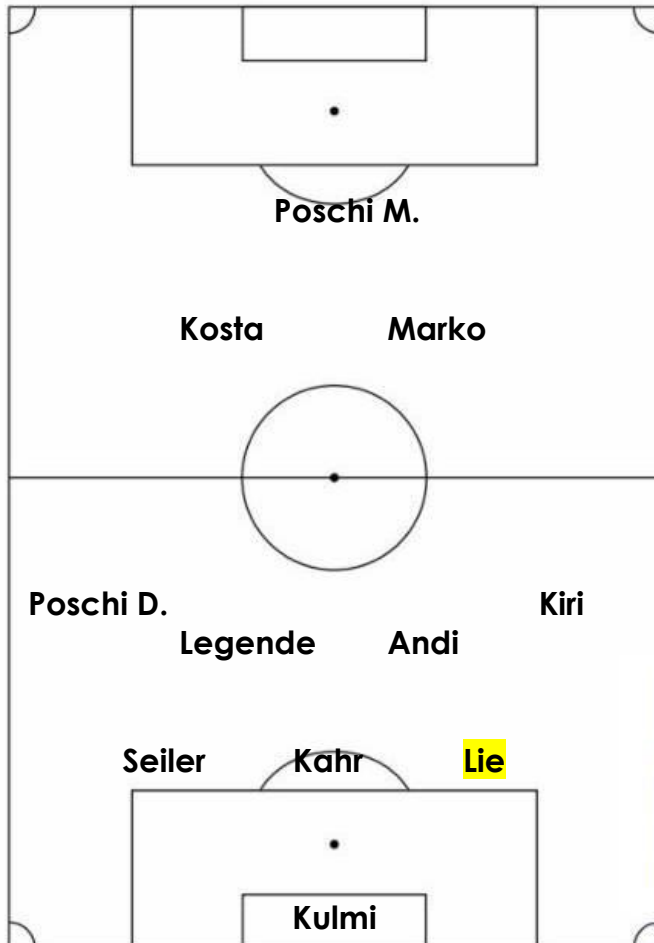 Poschi M.
Kosta Marko
Poschi D. Kiri
Legende Andi
Seiler Kahr Lie
Kulmi